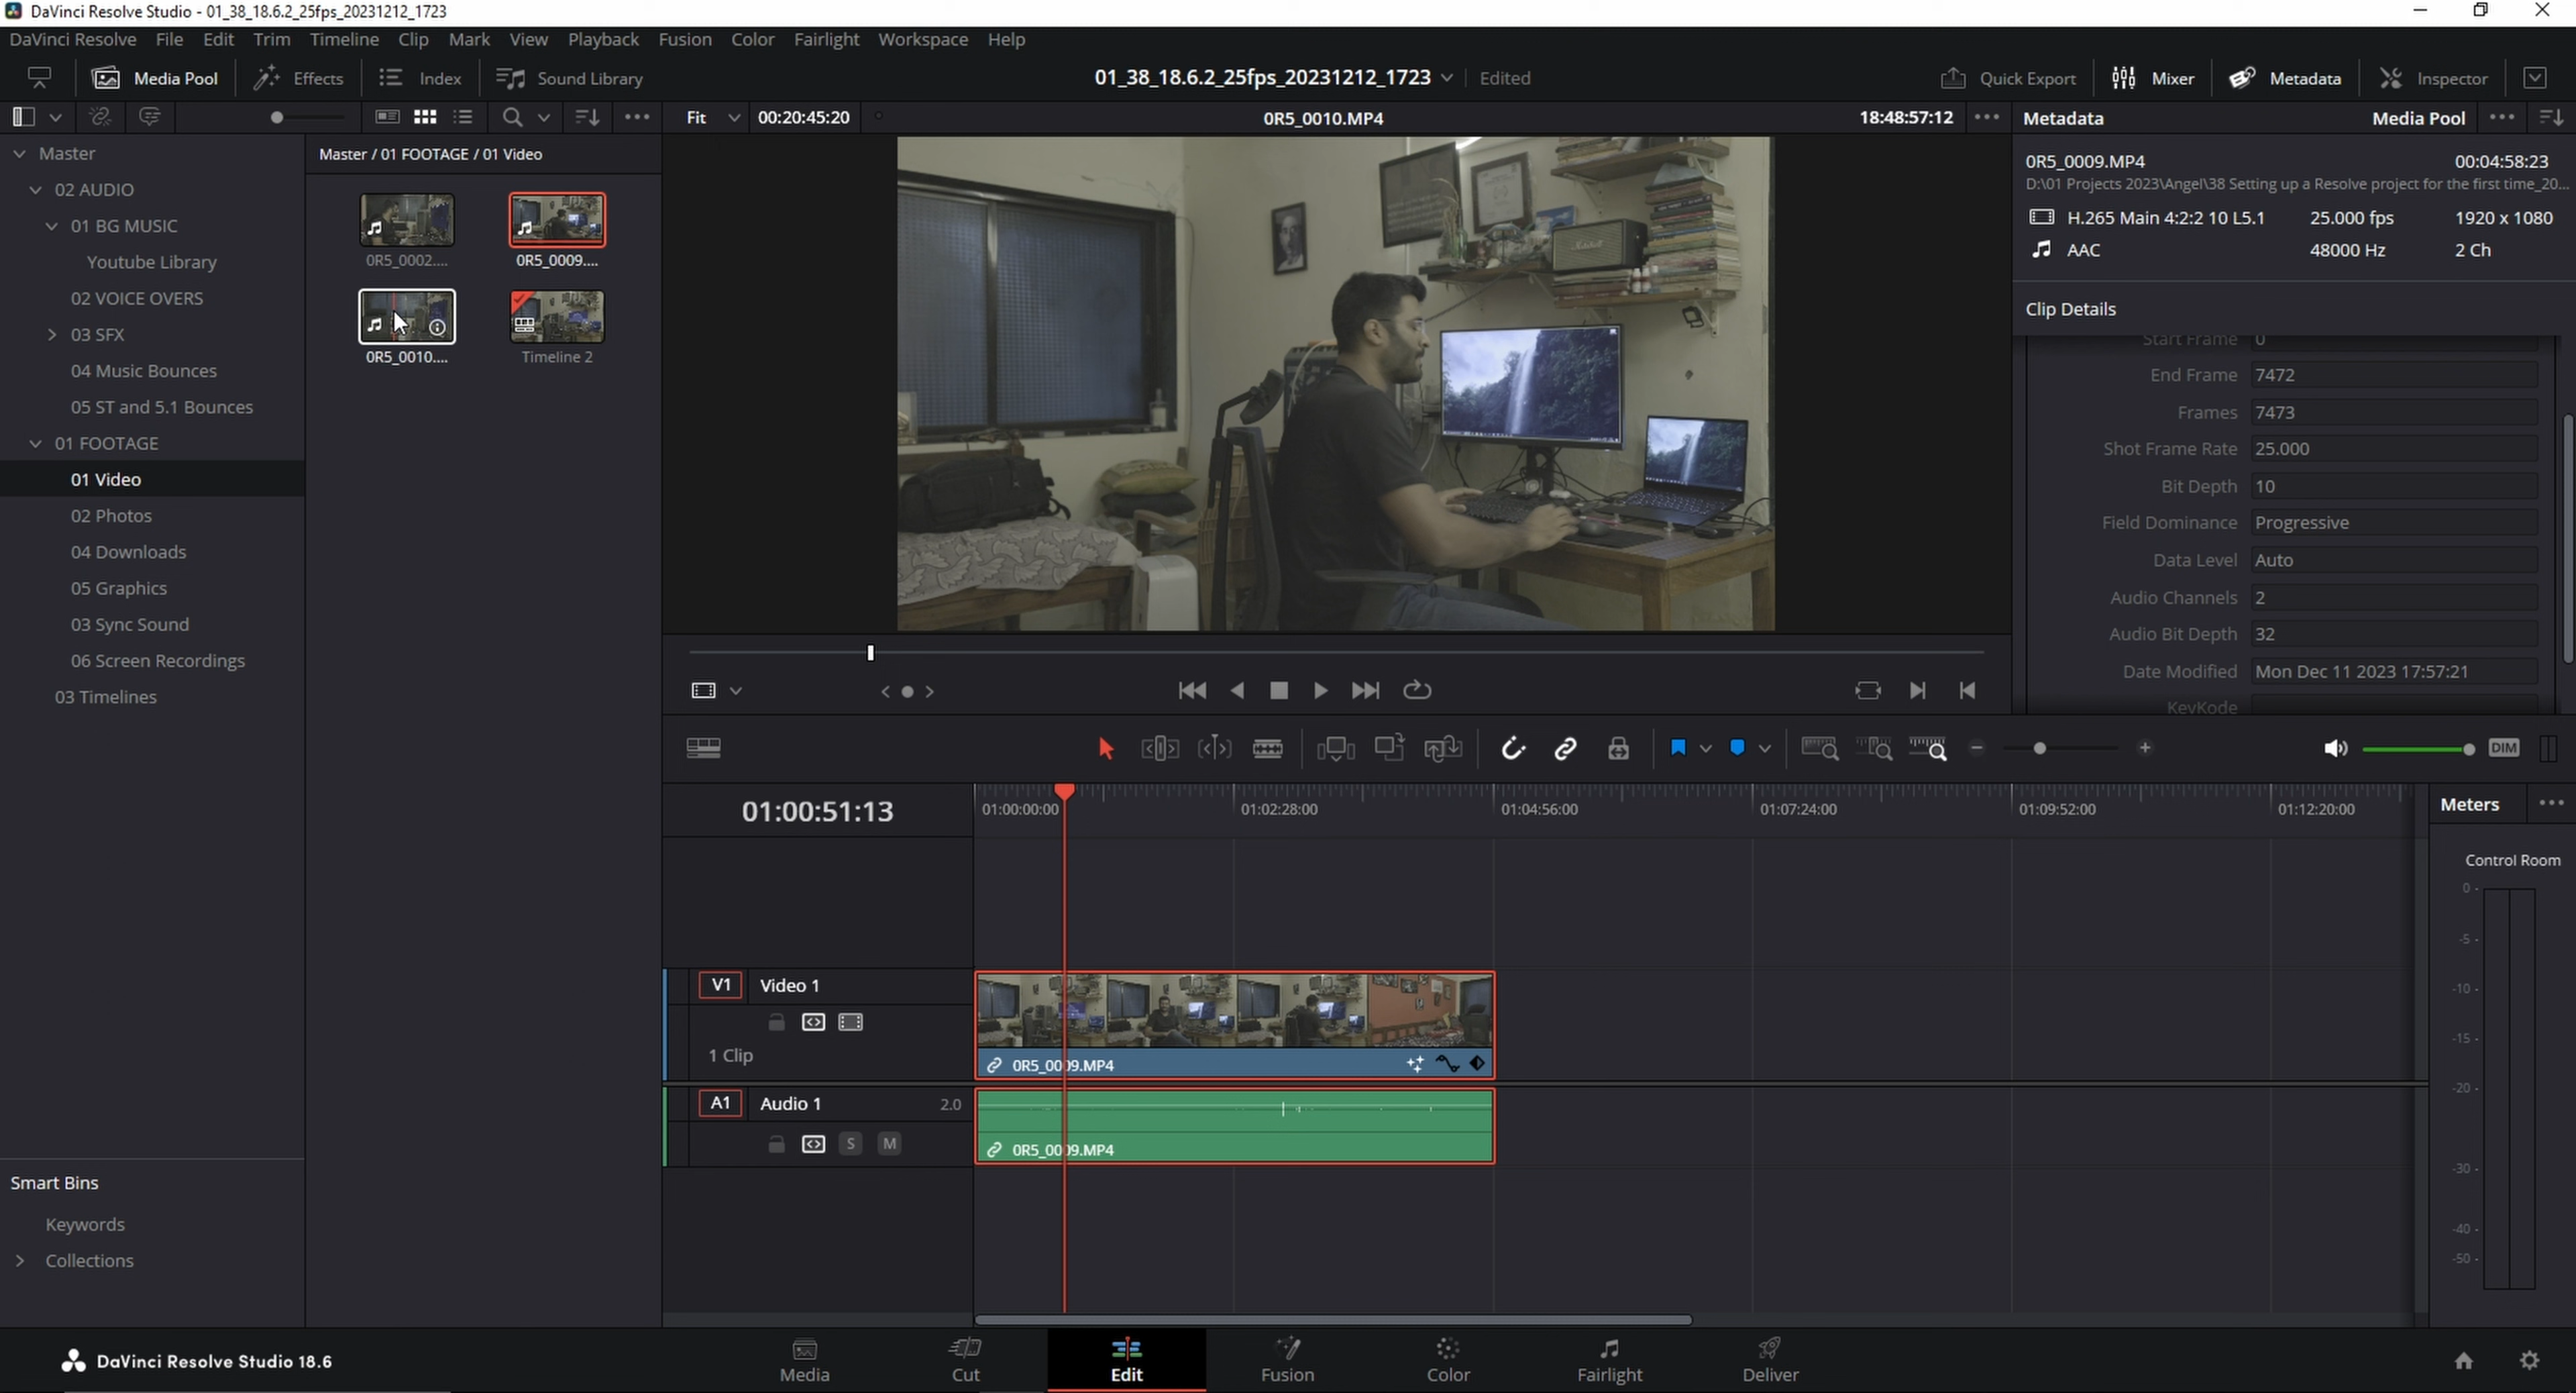 DaVinci Resolve Studio - 01_38_18.6.2_25fps_20231212_1723
DaVinci Resolve File Edit Trim Timeline Clip Mark View Playback Fusion Color Fairlight Workspace Help
Media Pool Effects Index Sound Library 01_38_18.6.2_25fps_20231212_1723 Edited Quick Export Mixer Metadata Inspector
Fit 00:20:45:20 0R5_0010.MP4 18:48:57:12 Metadata Media Pool
Master
02 AUDIO
01 BG MUSIC
Youtube Library
02 VOICE OVERS
03 SFX
04 Music Bounces
05 ST and 5.1 Bounces
01 FOOTAGE
01 Video
02 Photos
04 Downloads
05 Graphics
03 Sync Sound
06 Screen Recordings
03 Timelines
Master / 01 FOOTAGE / 01 Video
0R5_0002.... 0R5_0009....
0R5_0010.... Timeline 2
0R5_0009.MP4 00:04:58:23
D:\01 Projects 2023\Angel\38 Setting up a Resolve project for the first time_20...
H.265 Main 4:2:2 10 L5.1 25.000 fps 1920 x 1080
AAC 48000 Hz 2 Ch
Clip Details
Start Frame 0
End Frame 7472
Frames 7473
Shot Frame Rate 25.000
Bit Depth 10
Field Dominance Progressive
Data Level Auto
Audio Channels 2
Audio Bit Depth 32
Date Modified Mon Dec 11 2023 17:57:21
KeyKode
DIM
01:00:51:13
01:00:00:00 01:02:28:00 01:04:56:00 01:07:24:00 01:09:52:00 01:12:20:00
V1 Video 1
1 Clip
0R5_0009.MP4
A1 Audio 1 2.0
S M
0R5_0009.MP4
Meters
Control Room
0
-5
-10
-15
-20
-30
-40
-50
Smart Bins
Keywords
Collections
DaVinci Resolve Studio 18.6
Media Cut Edit Fusion Color Fairlight Deliver